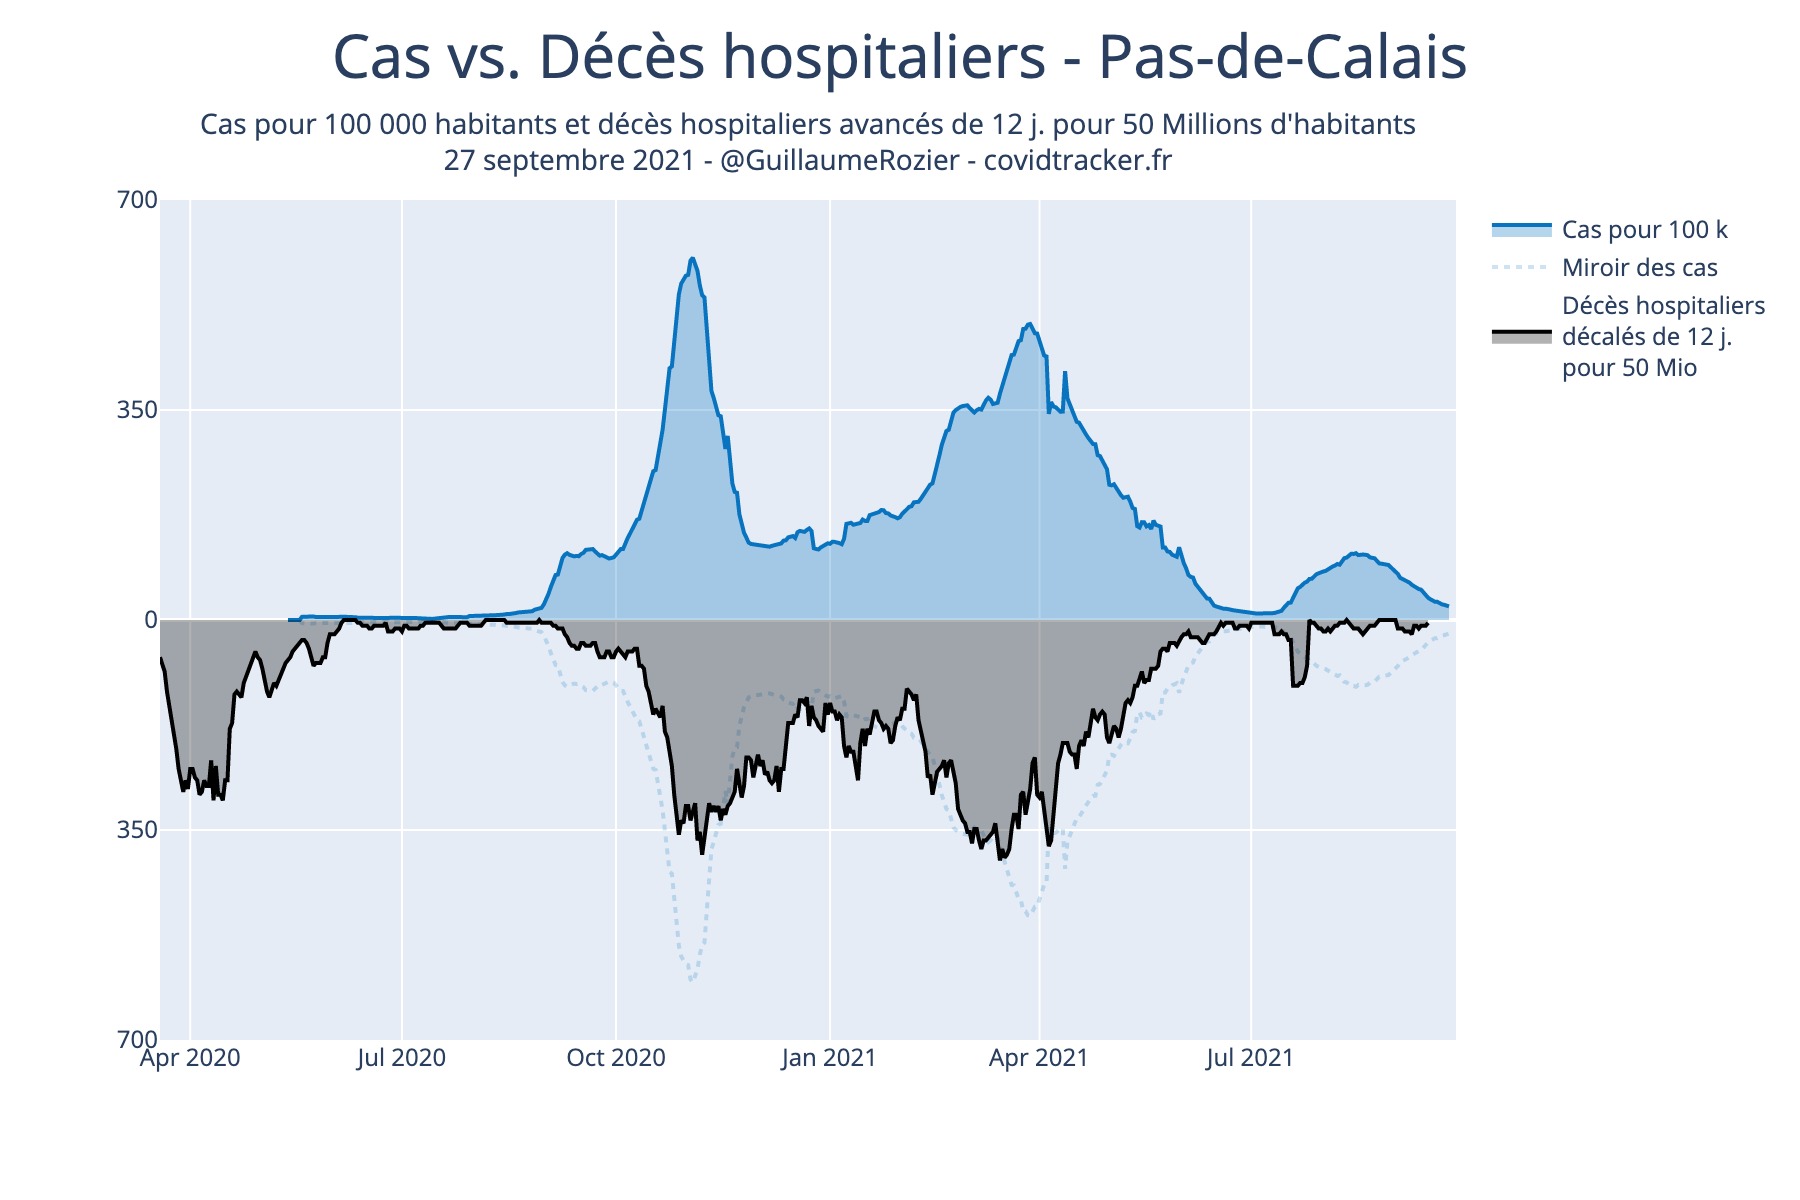 Cas vs. Décès hospitaliers - Pas-de-Calais
Cas pour 100 000 habitants et décès hospitaliers avancés de 12 j. pour 50 Millions d'habitants
27 septembre 2021 - @GuillaumeRozier - covidtracker.fr
700
350
0
350
700
Apr 2020
Jul 2020
Oct 2020
Jan 2021
Apr 2021
Jul 2021
Cas pour 100 k
Miroir des cas
Décès hospitaliers
décalés de 12 j.
pour 50 Mio